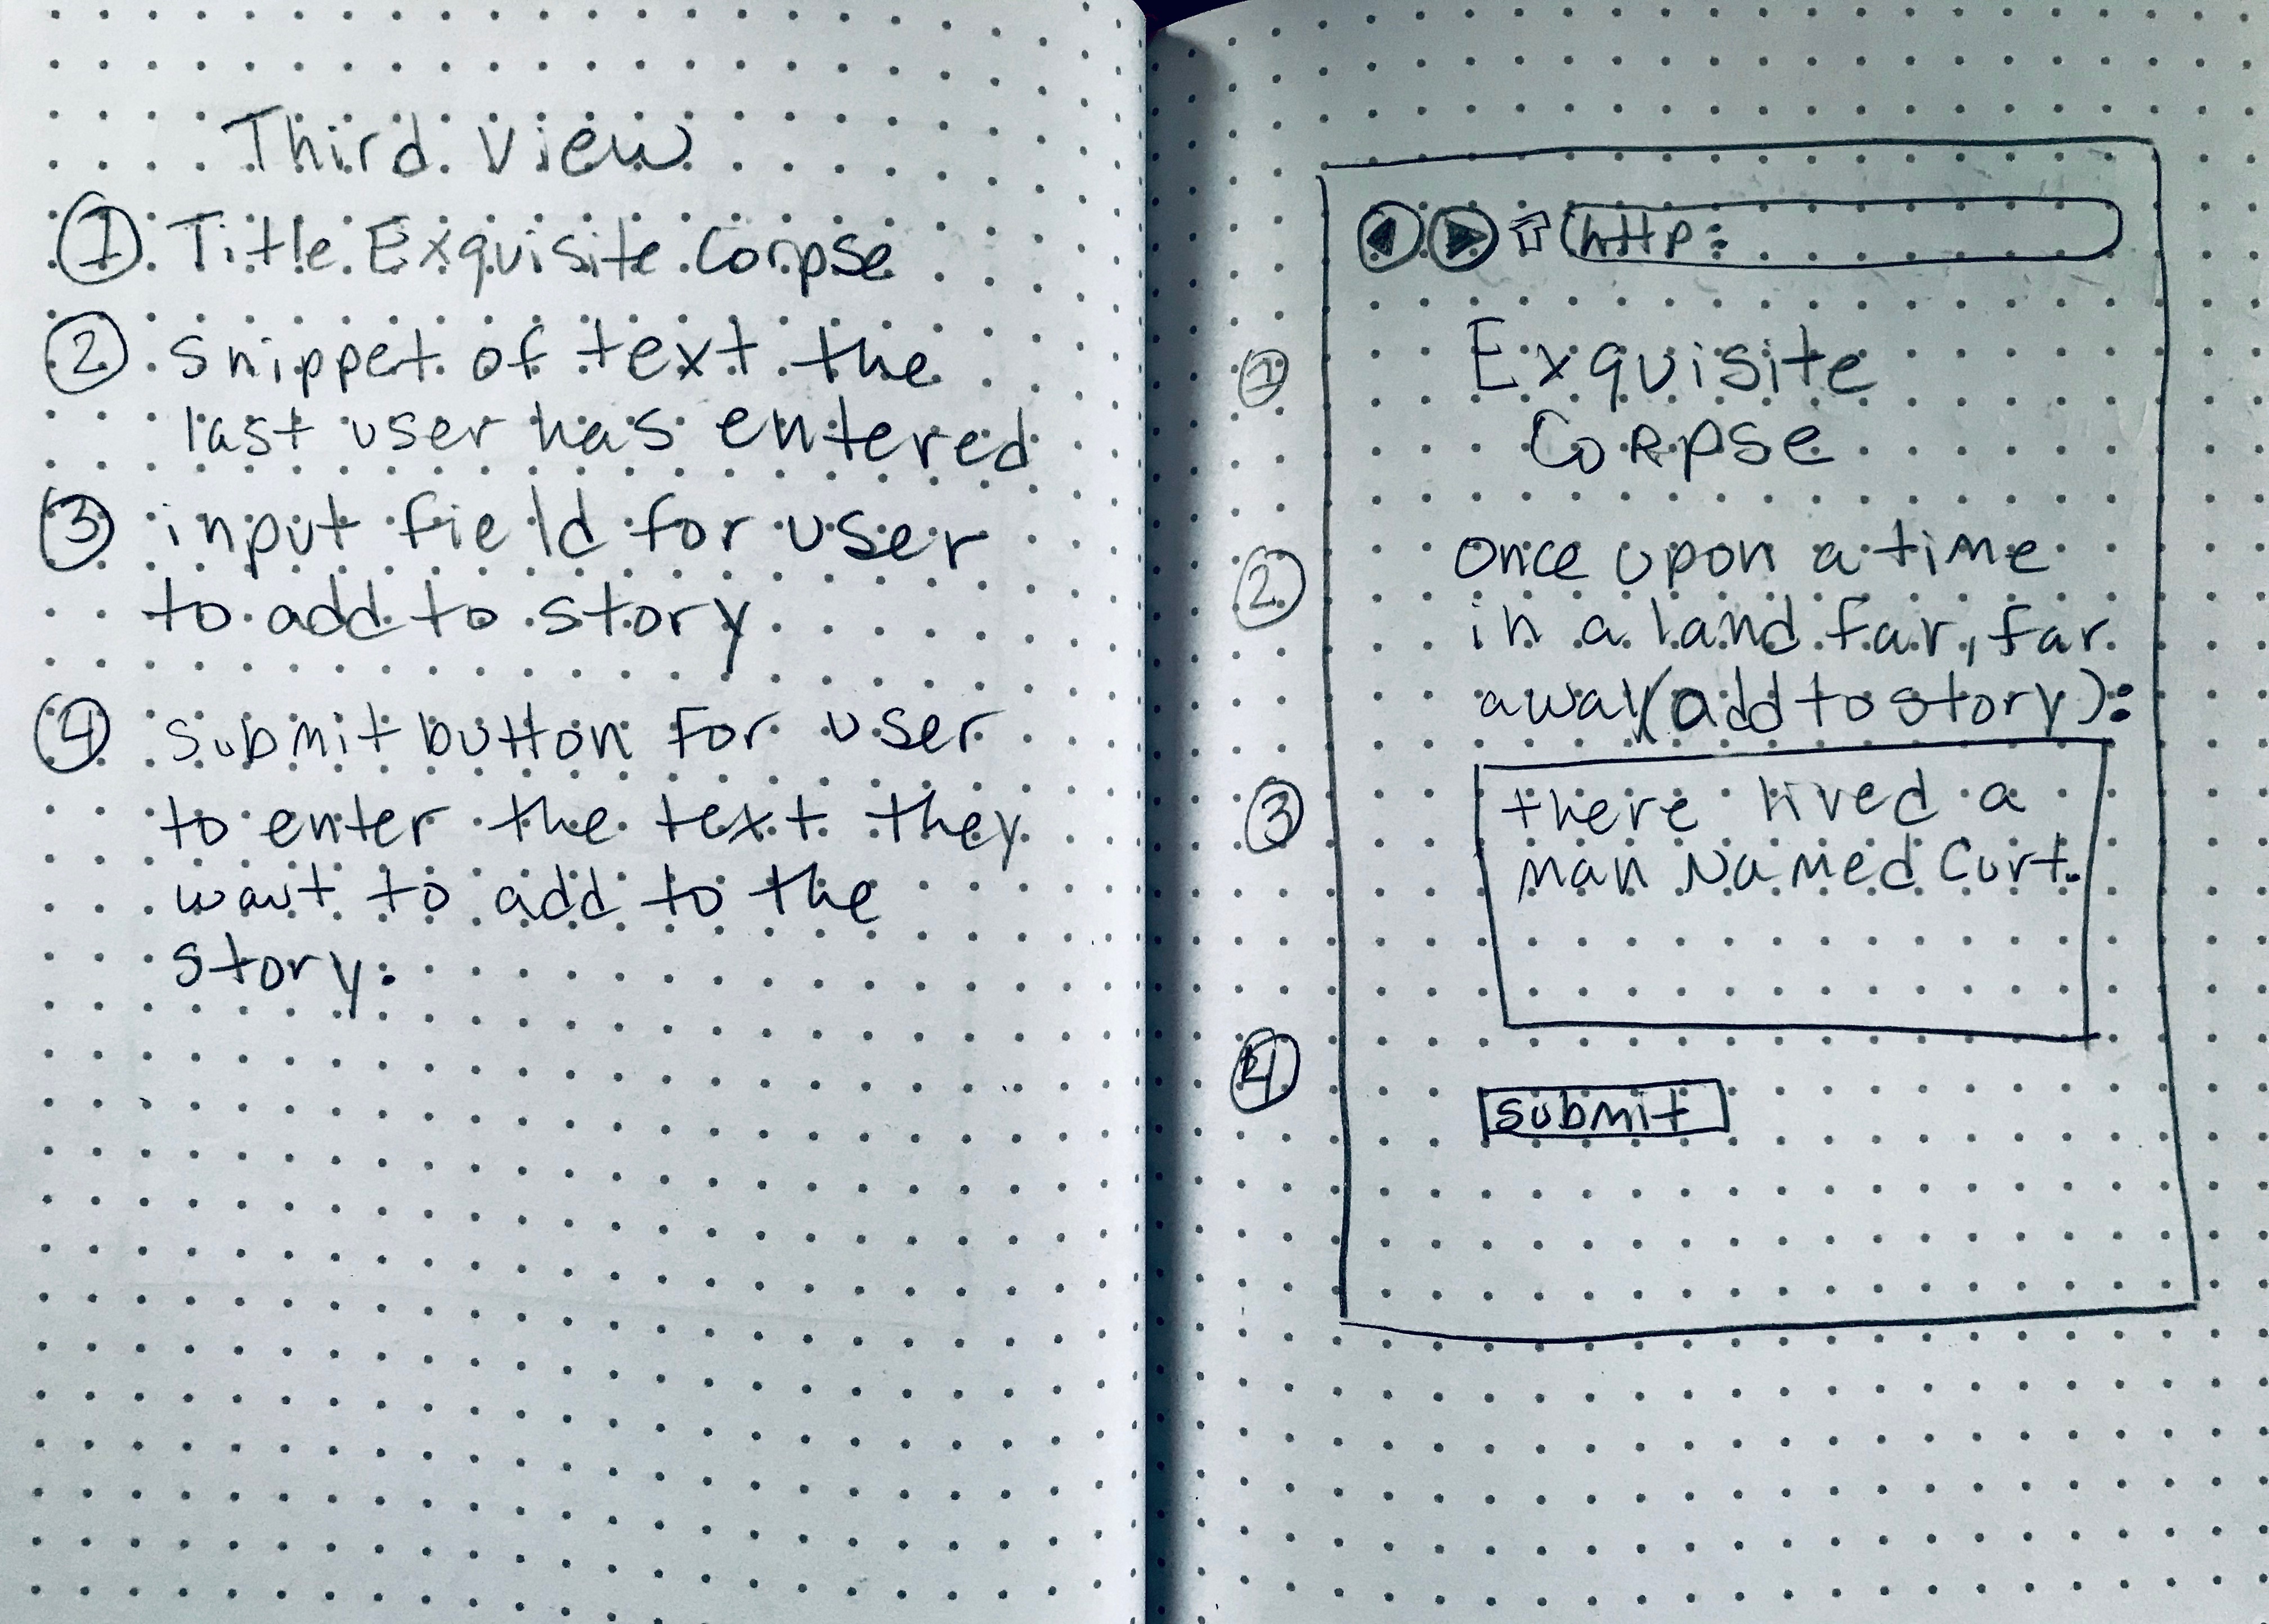 Third View
① Title Exquisite Corpse
② snippet of text the
last user has entered
③ input field for user
to add to story
④ submit button For user
to enter the text they
want to add to the
story.
http:
① Exquisite
Corpse
② once upon a time
in a land far, far
away (add to story):
③ there lived a
man Named Curt.
④ submit